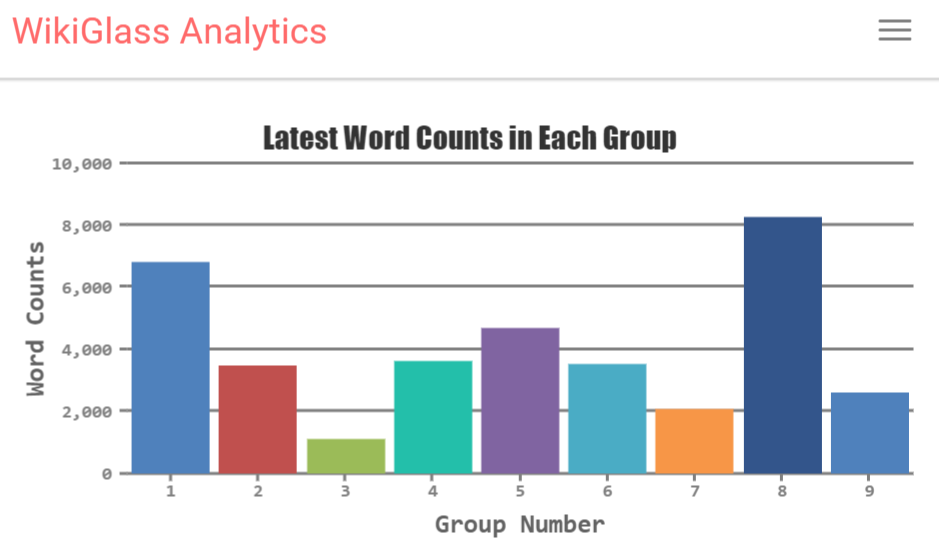 WikiGlass Analytics
Latest Word Counts in Each Group
10,000
8,000
6,000
4,000
2,000
0
Word Counts
1 2 3 4 5 6 7 8 9
Group Number